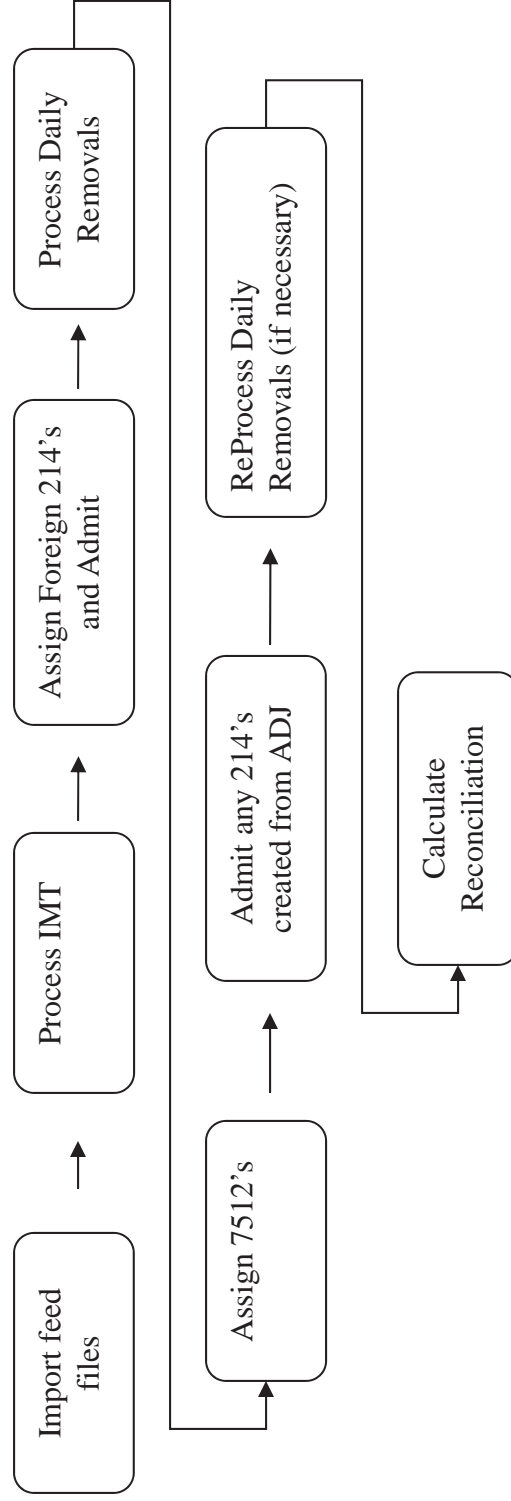 Import feed
files
Process IMT
Assign Foreign 214’s
and Admit
Process Daily
Removals
Assign 7512’s
Admit any 214’s
created from ADJ
ReProcess Daily
Removals (if necessary)
Calculate
Reconciliation